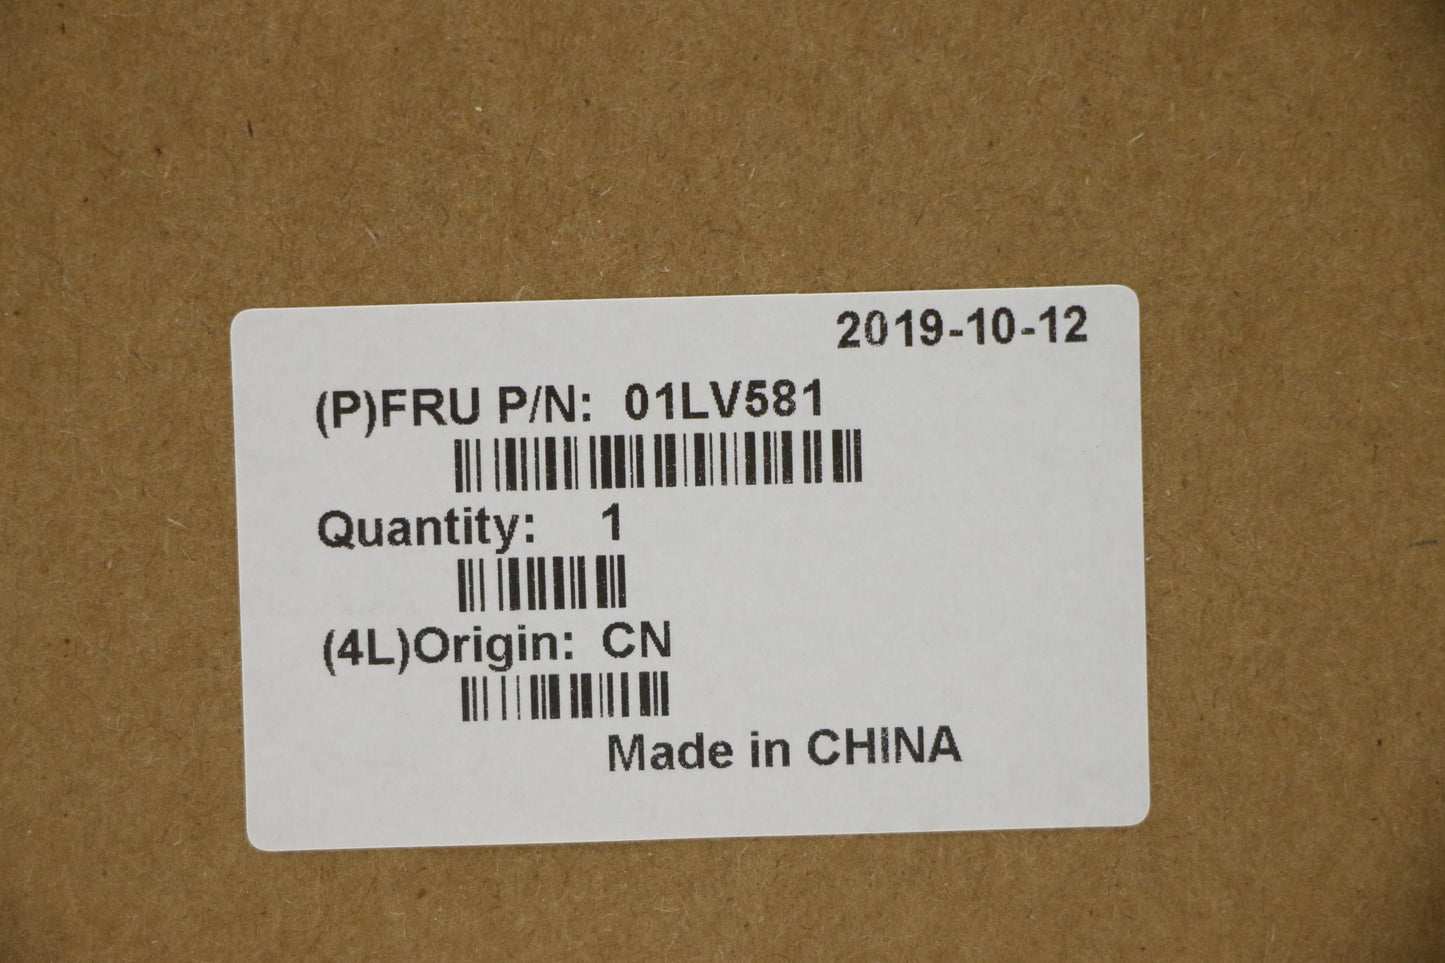 2019-10-12
(P)FRU P/N: 01LV581
Quantity: 1
(4L)Origin: CN
Made in CHINA